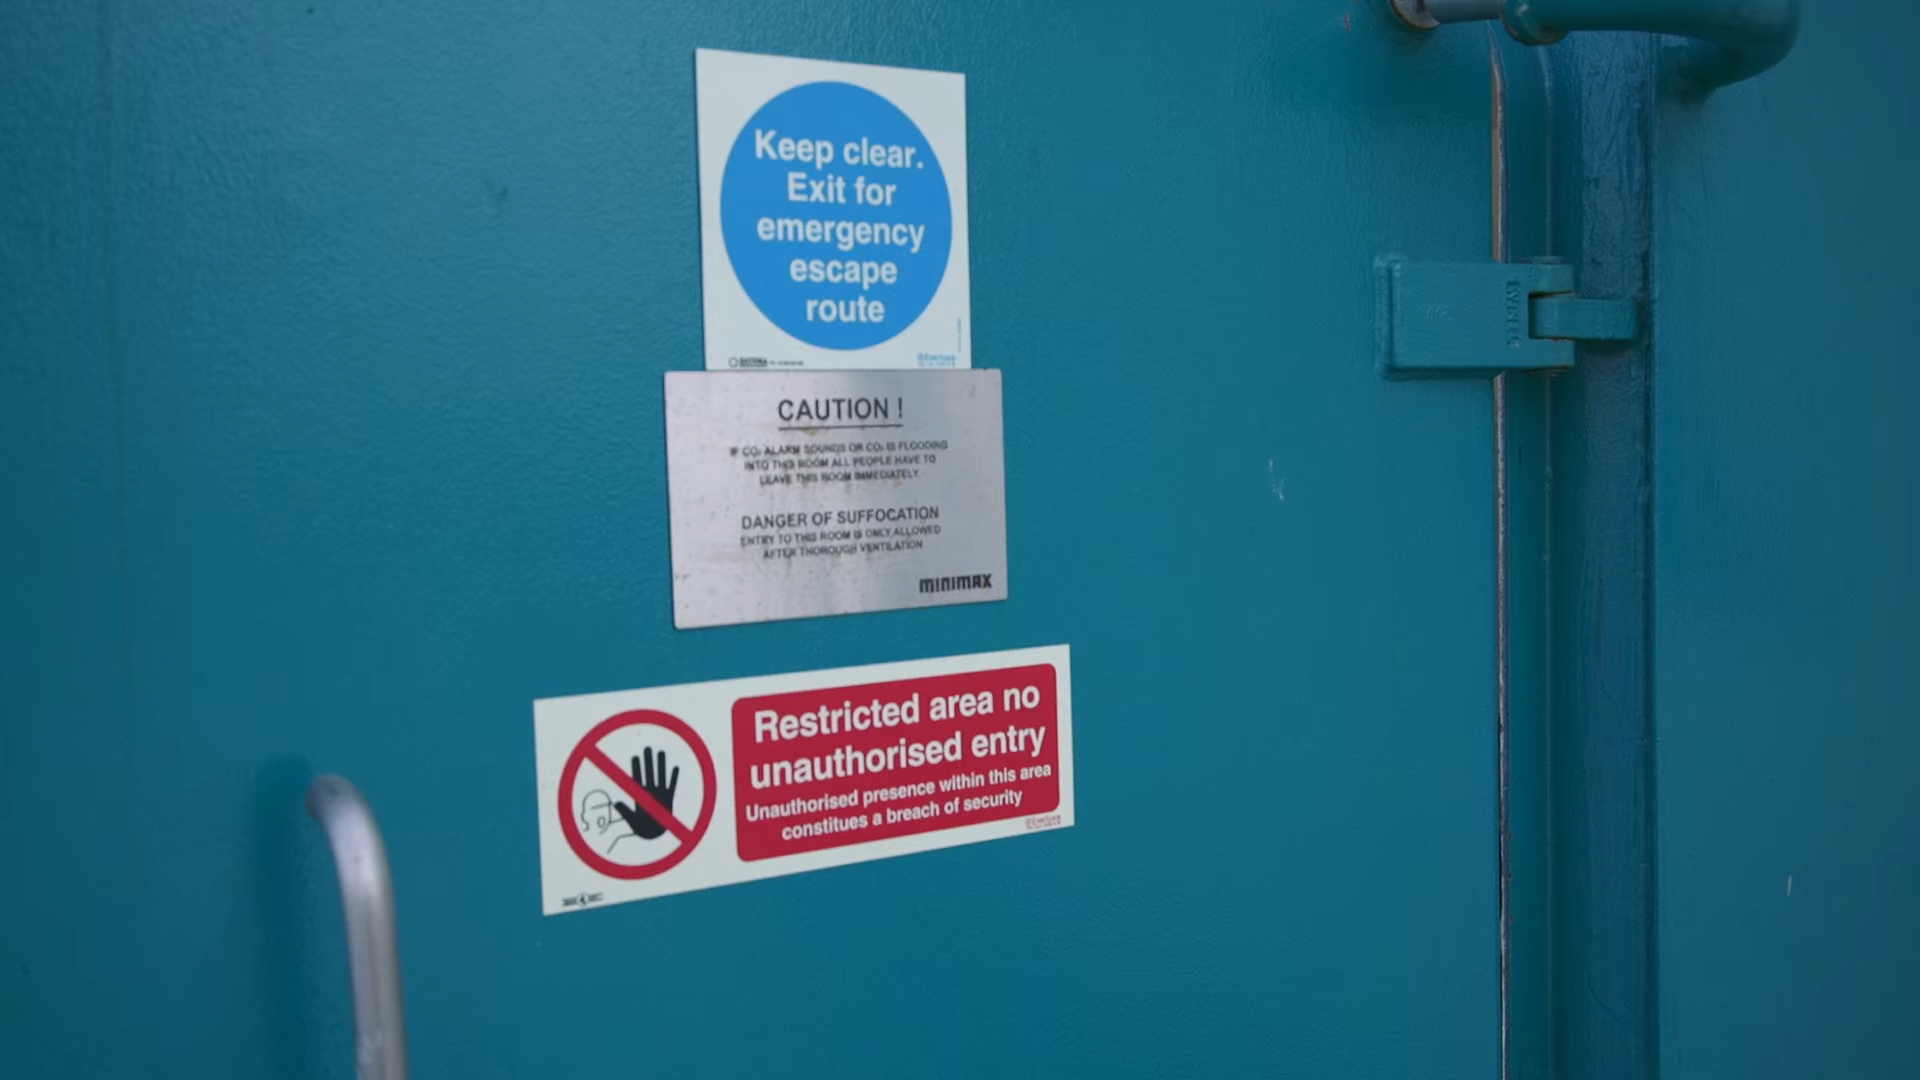 Keep clear.
Exit for
emergency
escape
route
CAUTION !
IF CO₂ ALARM SOUNDS OR CO₂ IS FLOODING
INTO THIS ROOM ALL PEOPLE HAVE TO
LEAVE THIS ROOM IMMEDIATELY.
DANGER OF SUFFOCATION
ENTRY TO THIS ROOM IS ONLY ALLOWED
AFTER THOROUGH VENTILATION
MINIMAX
Restricted area no
unauthorised entry
Unauthorised presence within this area
constitues a breach of security